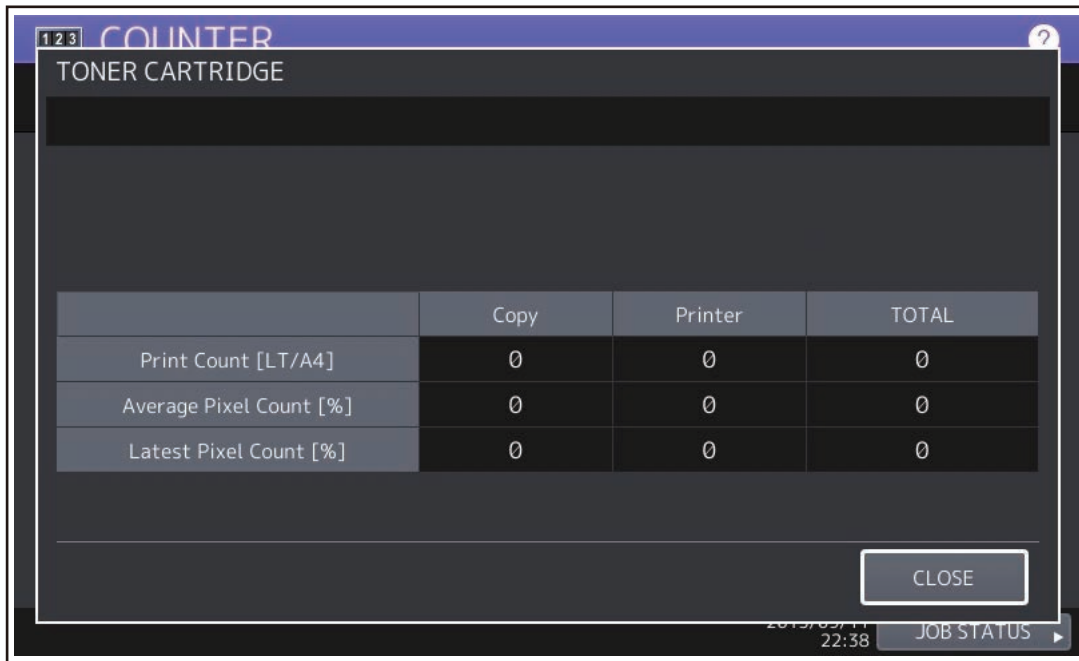 123 COUNTER ?
TONER CARTRIDGE
Copy Printer TOTAL
Print Count [LT/A4] 0 0 0
Average Pixel Count [%] 0 0 0
Latest Pixel Count [%] 0 0 0
CLOSE
22:38 JOB STATUS